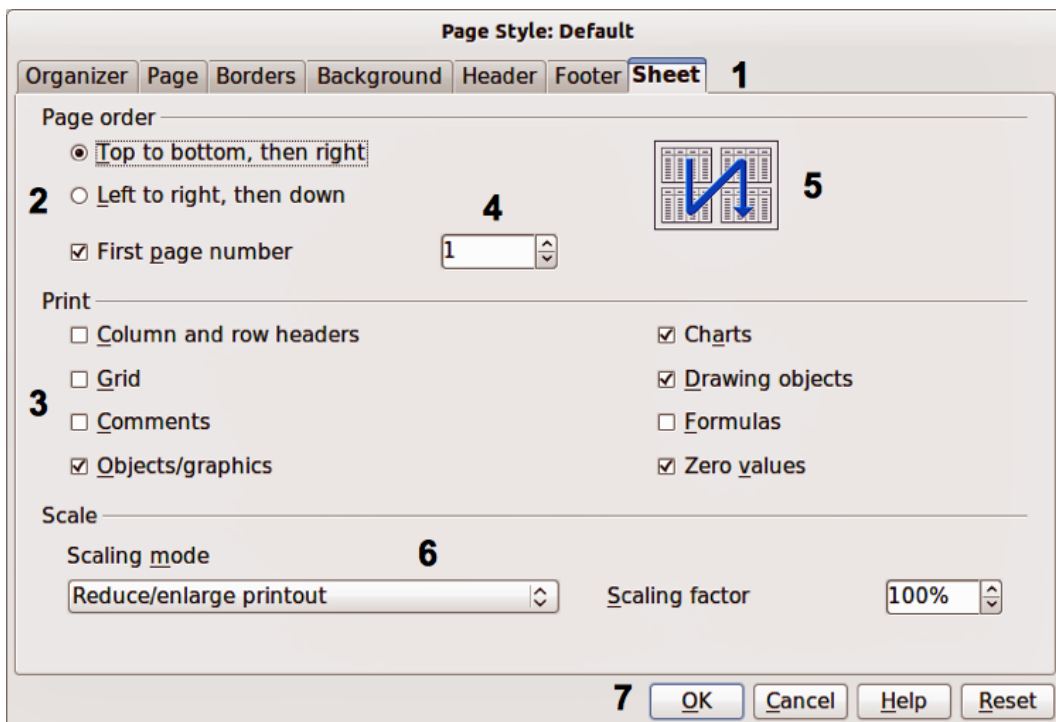 Page Style: Default
Organizer Page Borders Background Header Footer Sheet 1
Page order
Top to bottom, then right
2 Left to right, then down 4 5
First page number 1
Print
Column and row headers Charts
Grid Drawing objects
3
Comments Formulas
Objects/graphics Zero values
Scale
Scaling mode 6
Reduce/enlarge printout Scaling factor 100%
7 OK Cancel Help Reset